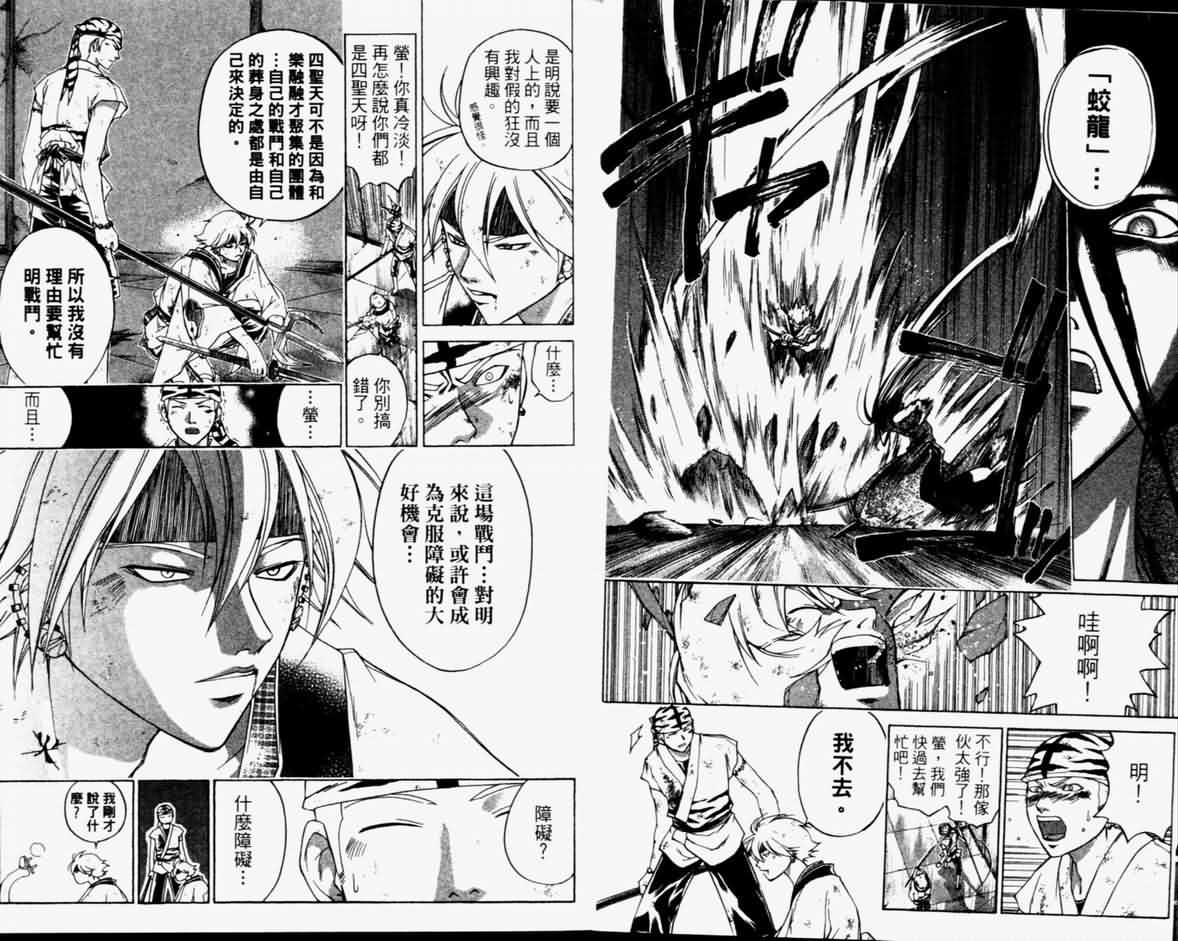 「蛟龍」…
哇啊啊！
明！
不行！那傢
伙太強了！
螢，我們
快過去幫
忙吧！
我不去。
是明說要一個
人上的，而且
我對假的狂沒
有興趣。
感覺很怪。
什麼…
螢！你真冷淡！
再怎麼說你們都
是四聖天呀！
你別搞
錯了。
四聖天可不是因為和
樂融融才聚集的團體
…自己的戰鬥和自己
的葬身之處都是由自
己來決定的。
所以我沒有
理由要幫忙
明戰鬥。
…螢…
而且…
這場戰鬥…對明
來說，或許會成
為克服障礙的大
好機會…
障礙？
什麼障礙…
我剛才
說了什
麼？